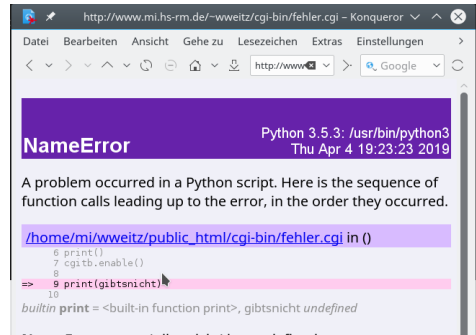 http://www.mi.hs-rm.de/~wweitz/cgi-bin/fehler.cgi – Konqueror
Datei Bearbeiten Ansicht Gehe zu Lesezeichen Extras Einstellungen
http://www Google
NameError
Python 3.5.3: /usr/bin/python3
Thu Apr 4 19:23:23 2019
A problem occurred in a Python script. Here is the sequence of
function calls leading up to the error, in the order they occurred.
/home/mi/wweitz/public_html/cgi-bin/fehler.cgi in ()
6 print()
7 cgitb.enable()
8
=> 9 print(gibtsnicht)
10
builtin print = <built-in function print>, gibtsnicht undefined